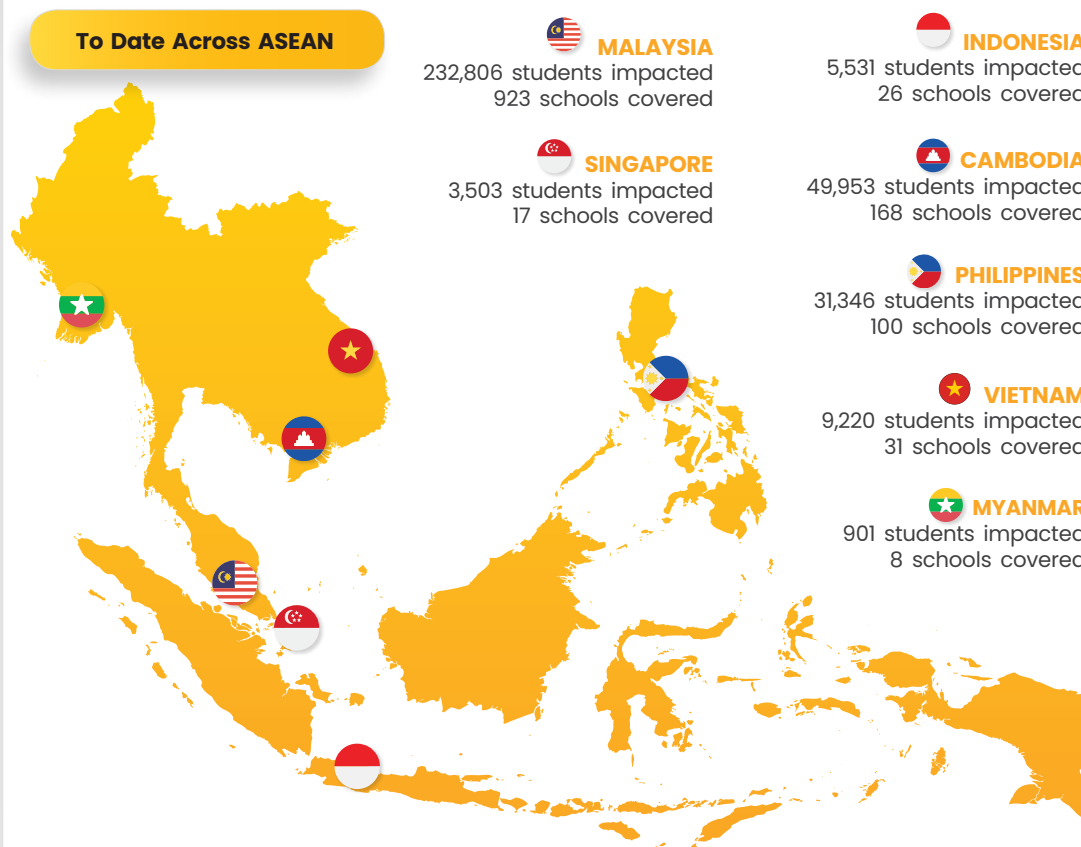 To Date Across ASEAN
MALAYSIA
232,806 students impacted
923 schools covered
SINGAPORE
3,503 students impacted
17 schools covered
INDONESIA
5,531 students impacted
26 schools covered
CAMBODIA
49,953 students impacted
168 schools covered
PHILIPPINES
31,346 students impacted
100 schools covered
VIETNAM
9,220 students impacted
31 schools covered
MYANMAR
901 students impacted
8 schools covered